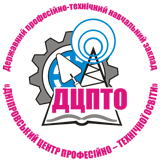 Державний професійно-технічний навчальний заклад
ДЦПТО
«ДНІПРОВСЬКИЙ ЦЕНТР ПРОФЕСІЙНО - ТЕХНІЧНОЇ ОСВІТИ»